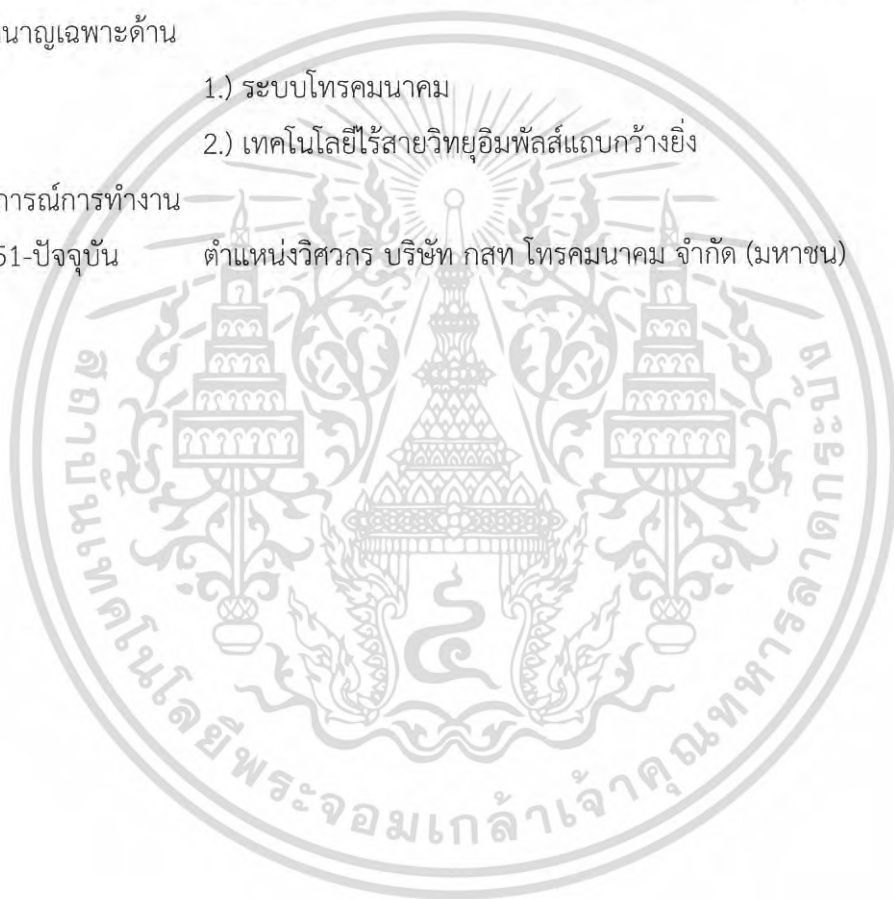 นาญเฉพาะด้าน
1.) ระบบโทรคมนาคม
2.) เทคโนโลยีไร้สายวิทยุอิมพัลส์แถบกว้างยิ่ง
การณ์การทำงาน
51-ปัจจุบัน ตำแหน่งวิศวกร บริษัท กสท โทรคมนาคม จำกัด (มหาชน)
สถาบันเทคโนโลยีพระจอมเกล้าเจ้าคุณทหารลาดกระบัง